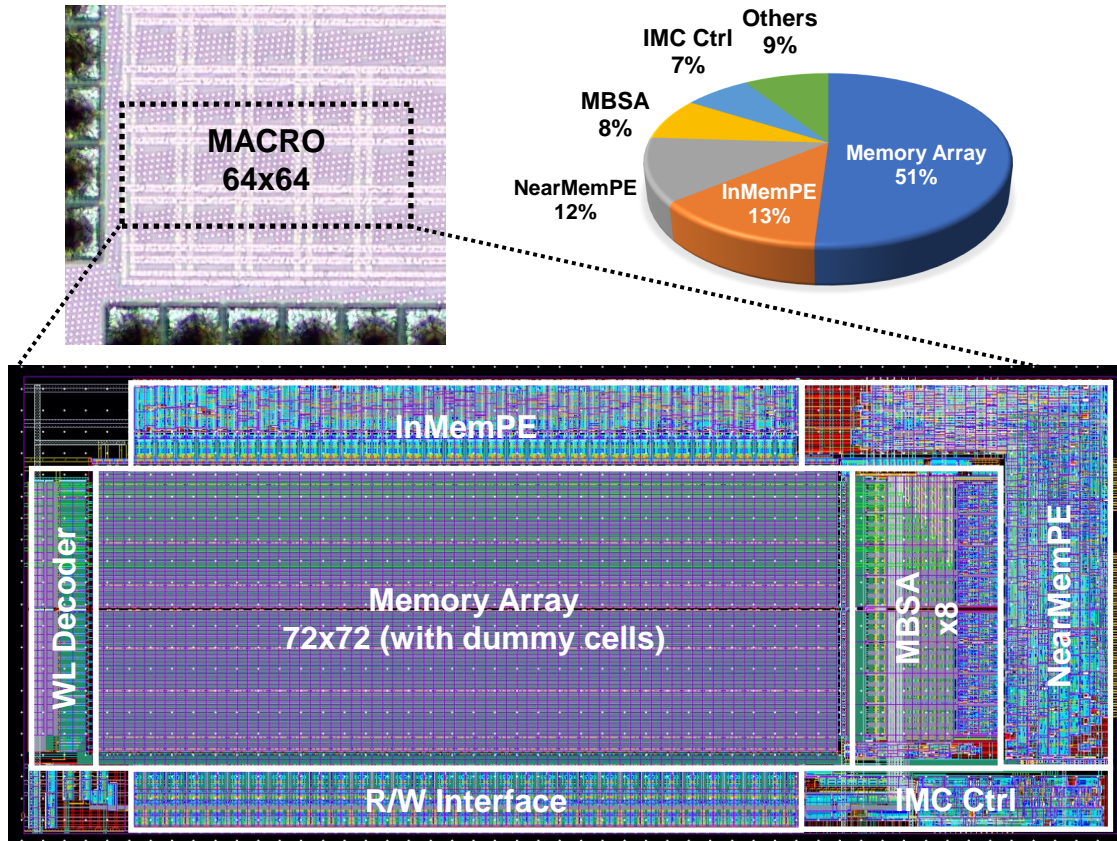 MACRO
64x64
Others
9%
IMC Ctrl
7%
MBSA
8%
NearMemPE
12%
InMemPE
13%
Memory Array
51%
InMemPE
WL Decoder
Memory Array
72x72 (with dummy cells)
MBSA
x8
NearMemPE
R/W Interface
IMC Ctrl